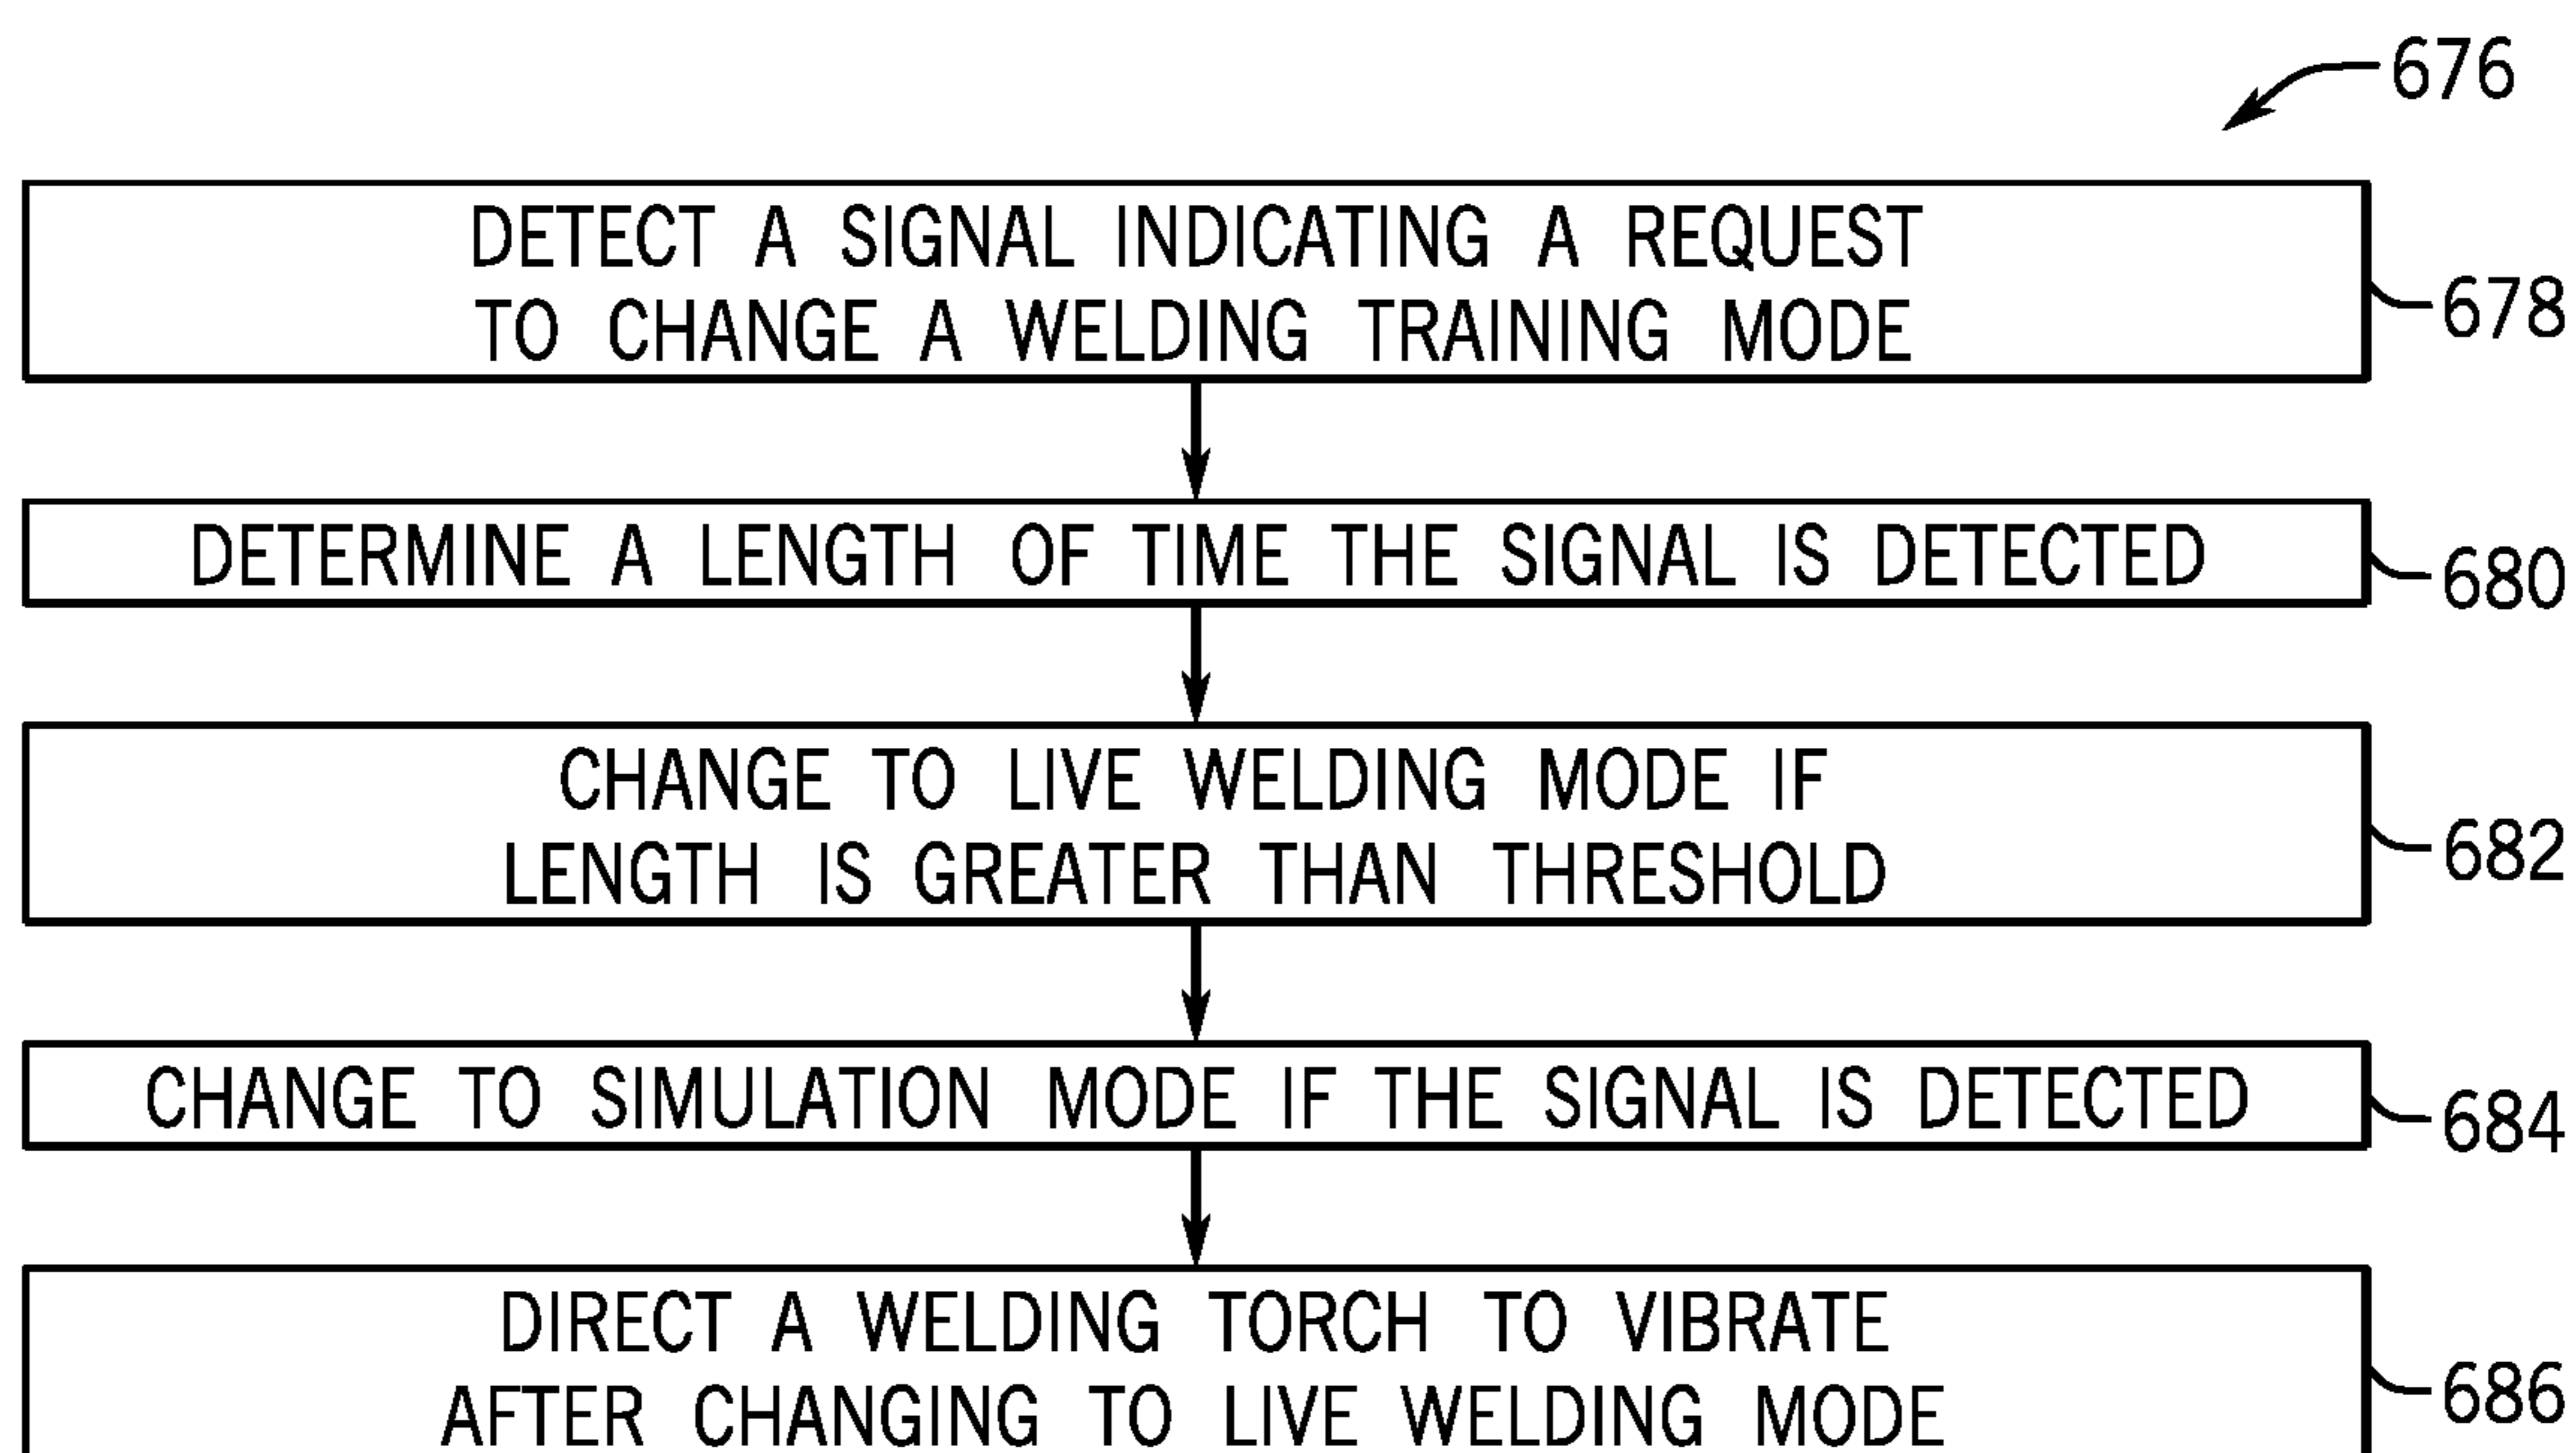 676
DETECT A SIGNAL INDICATING A REQUEST
TO CHANGE A WELDING TRAINING MODE
678
DETERMINE A LENGTH OF TIME THE SIGNAL IS DETECTED
680
CHANGE TO LIVE WELDING MODE IF
LENGTH IS GREATER THAN THRESHOLD
682
CHANGE TO SIMULATION MODE IF THE SIGNAL IS DETECTED
684
DIRECT A WELDING TORCH TO VIBRATE
AFTER CHANGING TO LIVE WELDING MODE
686